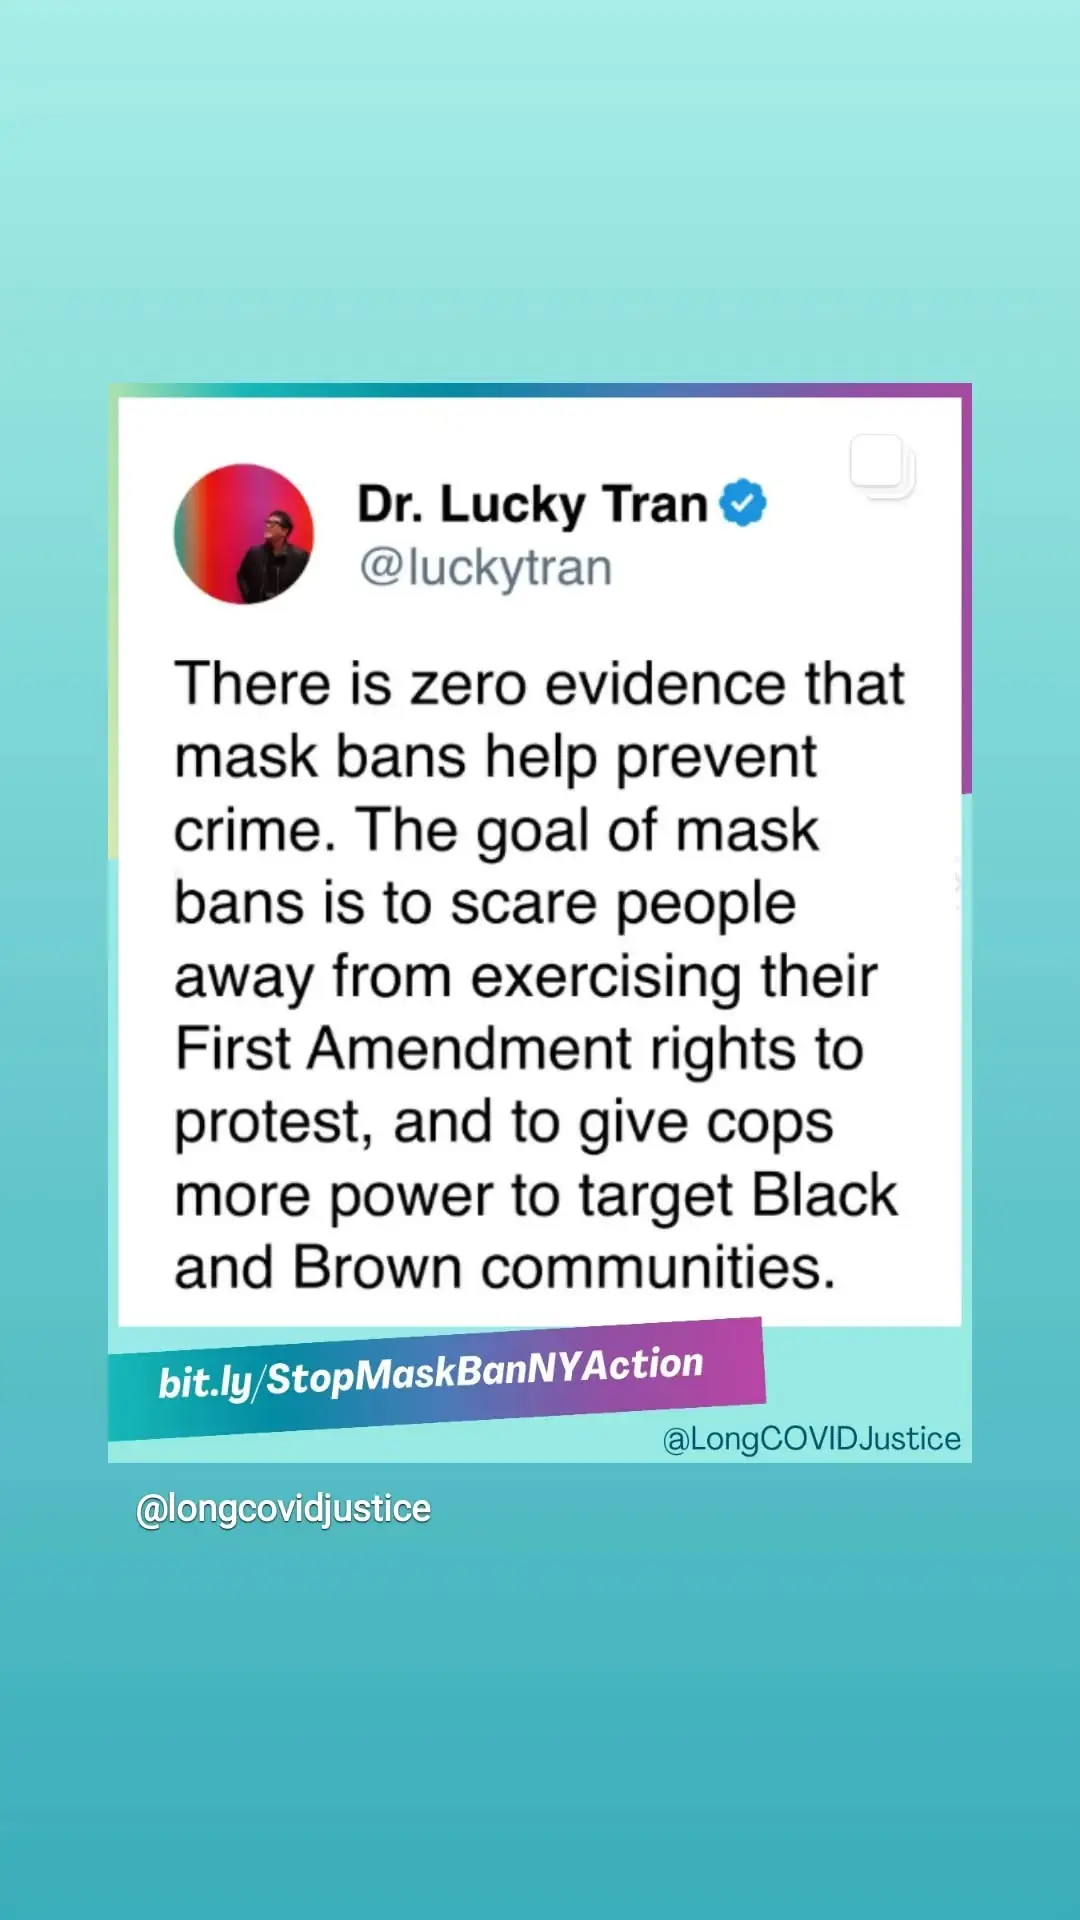 Dr. Lucky Tran
@luckytran
There is zero evidence that
mask bans help prevent
crime. The goal of mask
bans is to scare people
away from exercising their
First Amendment rights to
protest, and to give cops
more power to target Black
and Brown communities.
bit.ly/StopMaskBanNYAction
@LongCOVIDJustice
@longcovidjustice